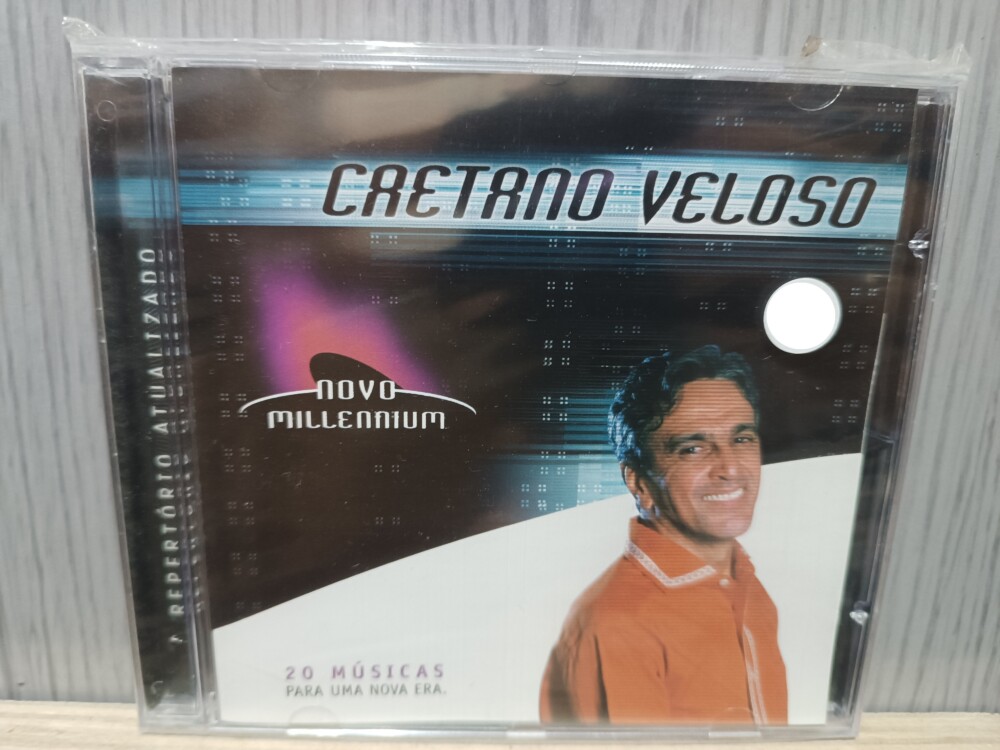 CAETANO VELOSO
NOVO
MILLENNIUM
REPERTÓRIO ATUALIZADO
20 MÚSICAS
PARA UMA NOVA ERA.